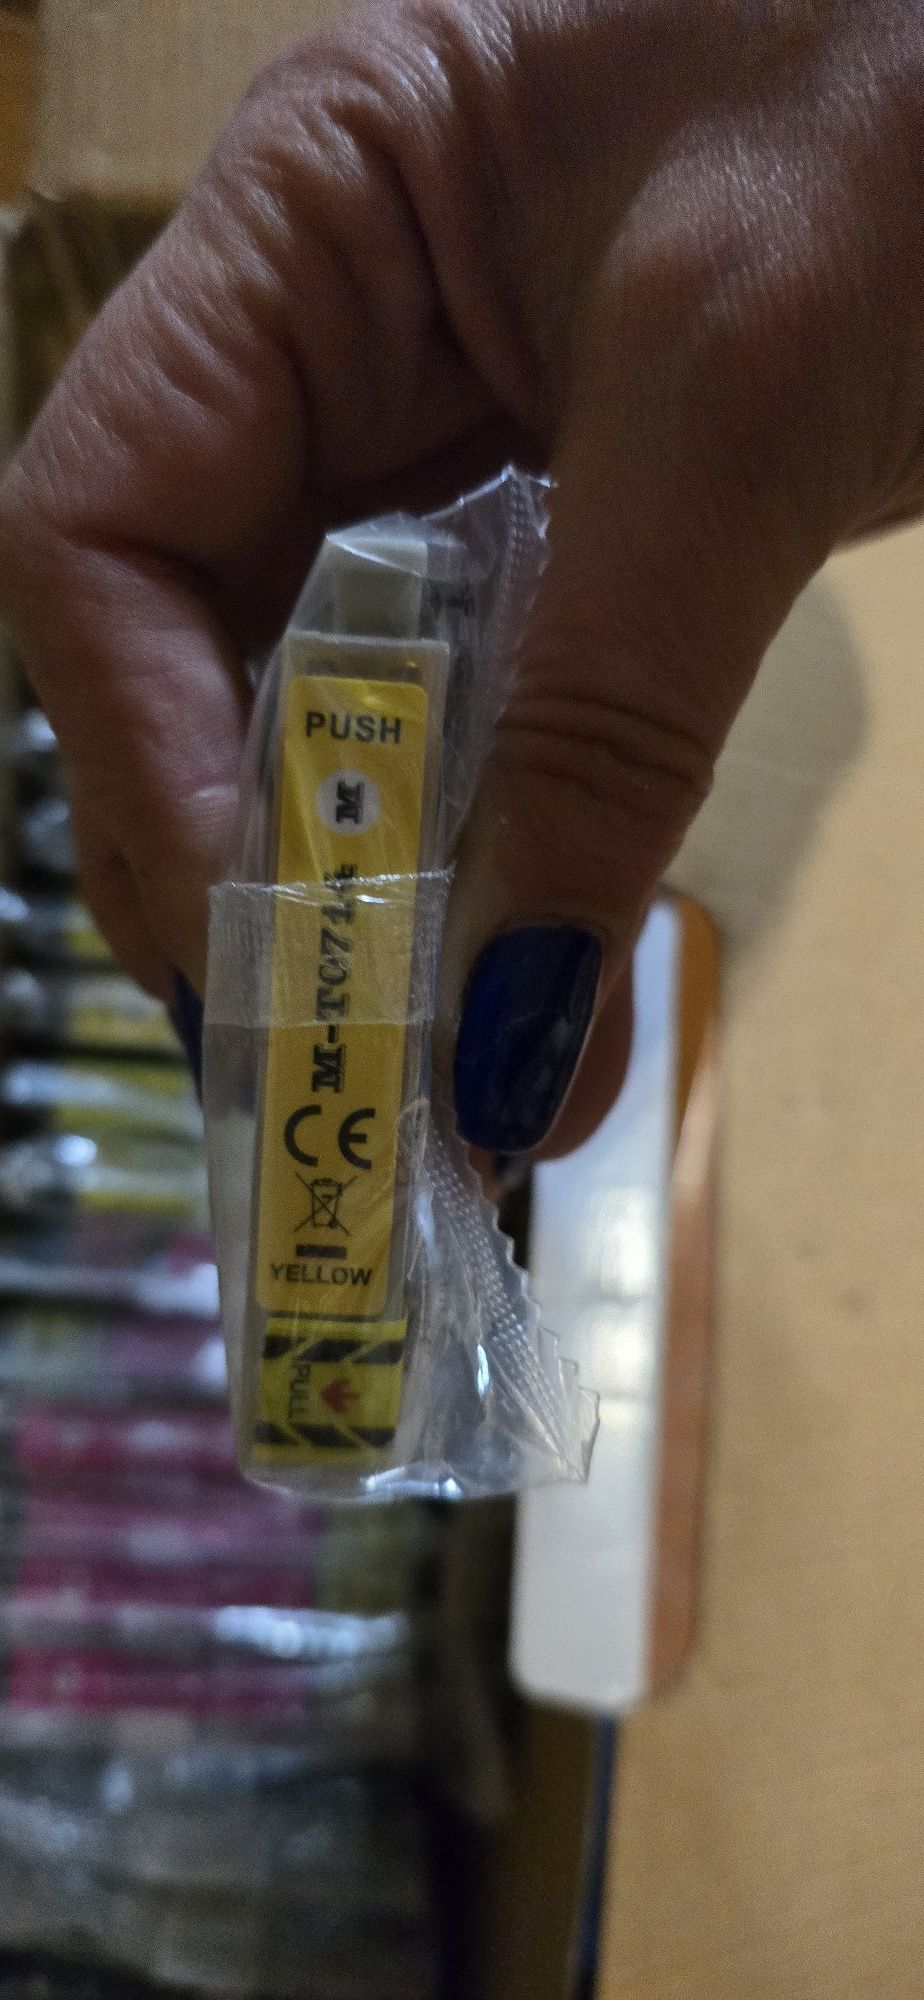 PUSH
M
M-T0714
CE
YELLOW
PULL